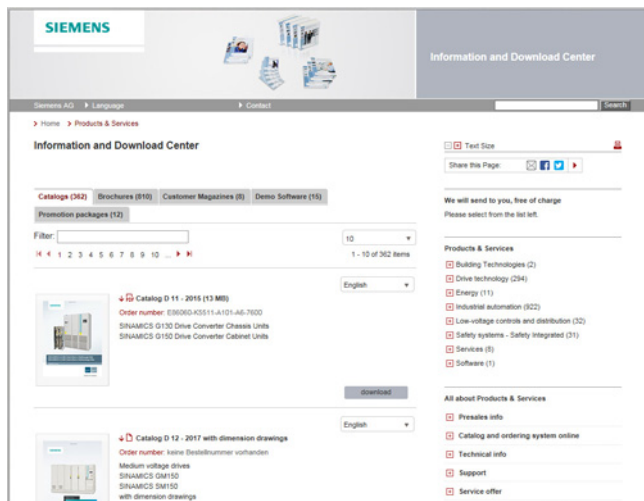 SIEMENS
Information and Download Center
Siemens AG Language Contact Search
Home Products & Services
Information and Download Center
Text Size
Share this Page:
Catalogs (362) Brochures (910) Customer Magazines (8) Demo Software (15)
Promotion packages (12)
We will send to you, free of charge
Please select from the list left.
Filter:
10
1 2 3 4 5 6 7 8 9 10 ...
1 - 10 of 362 items
Products & Services
Building Technologies (2)
Drive technology (294)
Energy (11)
Industrial automation (922)
Low-voltage controls and distribution (32)
Safety systems - Safety Integrated (31)
Services (6)
Software (1)
English
Catalog D 11 - 2015 (13 MB)
Order number: E86060-K5511-A101-A6-7600
SINAMICS G130 Drive Converter Chassis Units
SINAMICS G150 Drive Converter Cabinet Units
download
All about Products & Services
Presales info
Catalog and ordering system online
Technical info
Support
Service offer
English
Catalog D 12 - 2017 with dimension drawings
Order number: keine Bestellnummer vorhanden
Medium voltage drives
SINAMICS GM150
SINAMICS SM150
with dimension drawings